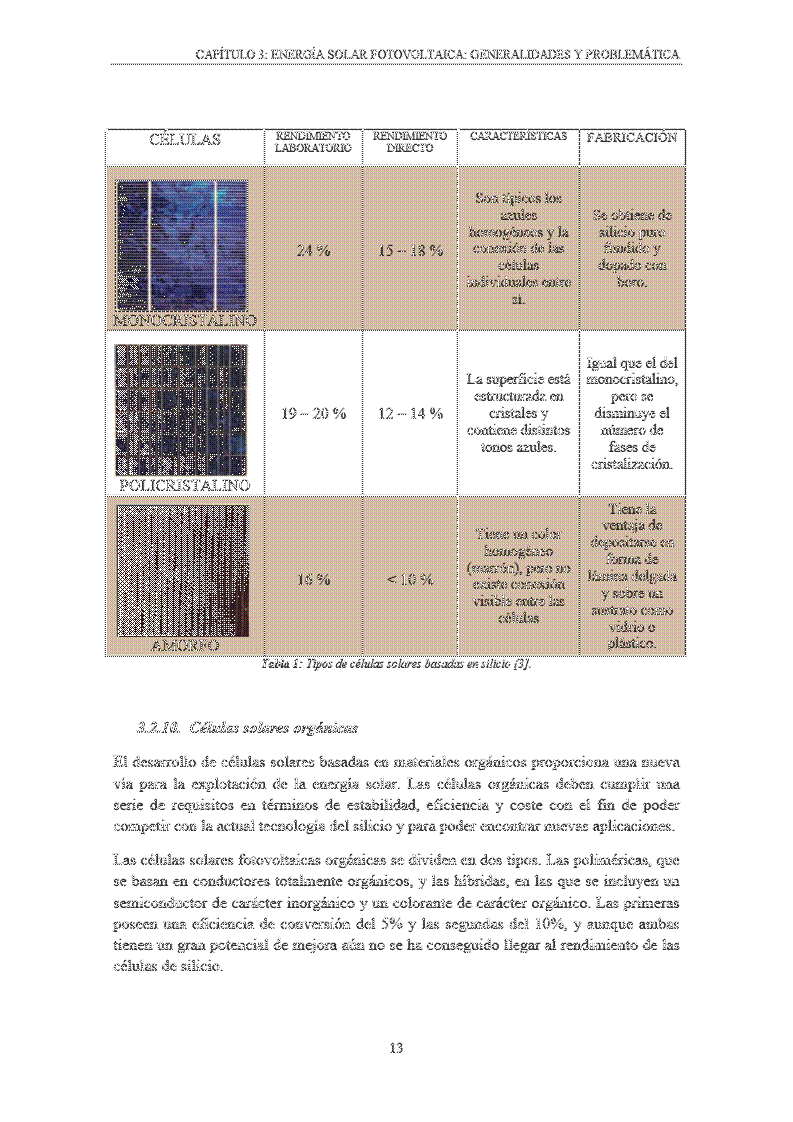 CAPÍTULO 3: ENERGÍA SOLAR FOTOVOLTAICA: GENERALIDADES Y PROBLEMÁTICA
CÉLULAS
RENDIMIENTO
LABORATORIO
RENDIMIENTO
DIRECTO
CARACTERÍSTICAS
FABRICACIÓN
MONOCRISTALINO
24 %
15 – 18 %
Son típicos los
azules
homogéneos y la
conexión de las
células
individuales entre
sí.
Se obtiene de
silicio puro
fundido y
dopado con
boro.
POLICRISTALINO
19 – 20 %
12 – 14 %
La superficie está
estructurada en
cristales y
contiene distintos
tonos azules.
Igual que el del
monocristalino,
pero se
disminuye el
número de
fases de
cristalización.
AMORFO
16 %
< 10 %
Tiene un color
homogéneo
(marrón), pero no
existe conexión
visible entre las
células
Tiene la
ventaja de
depositarse en
forma de
lámina delgada
y sobre un
sustrato como
vidrio o
plástico.
Tabla 1: Tipos de células solares basadas en silicio [3].
3.2.10. Células solares orgánicas
El desarrollo de células solares basadas en materiales orgánicos proporciona una nueva
vía para la explotación de la energía solar. Las células orgánicas deben cumplir una
serie de requisitos en términos de estabilidad, eficiencia y coste con el fin de poder
competir con la actual tecnología del silicio y para poder encontrar nuevas aplicaciones.
Las células solares fotovoltaicas orgánicas se dividen en dos tipos. Las poliméricas, que
se basan en conductores totalmente orgánicos, y las híbridas, en las que se incluyen un
semiconductor de carácter inorgánico y un colorante de carácter orgánico. Las primeras
poseen una eficiencia de conversión del 5% y las segundas del 10%, y aunque ambas
tienen un gran potencial de mejora aún no se ha conseguido llegar al rendimiento de las
células de silicio.
13